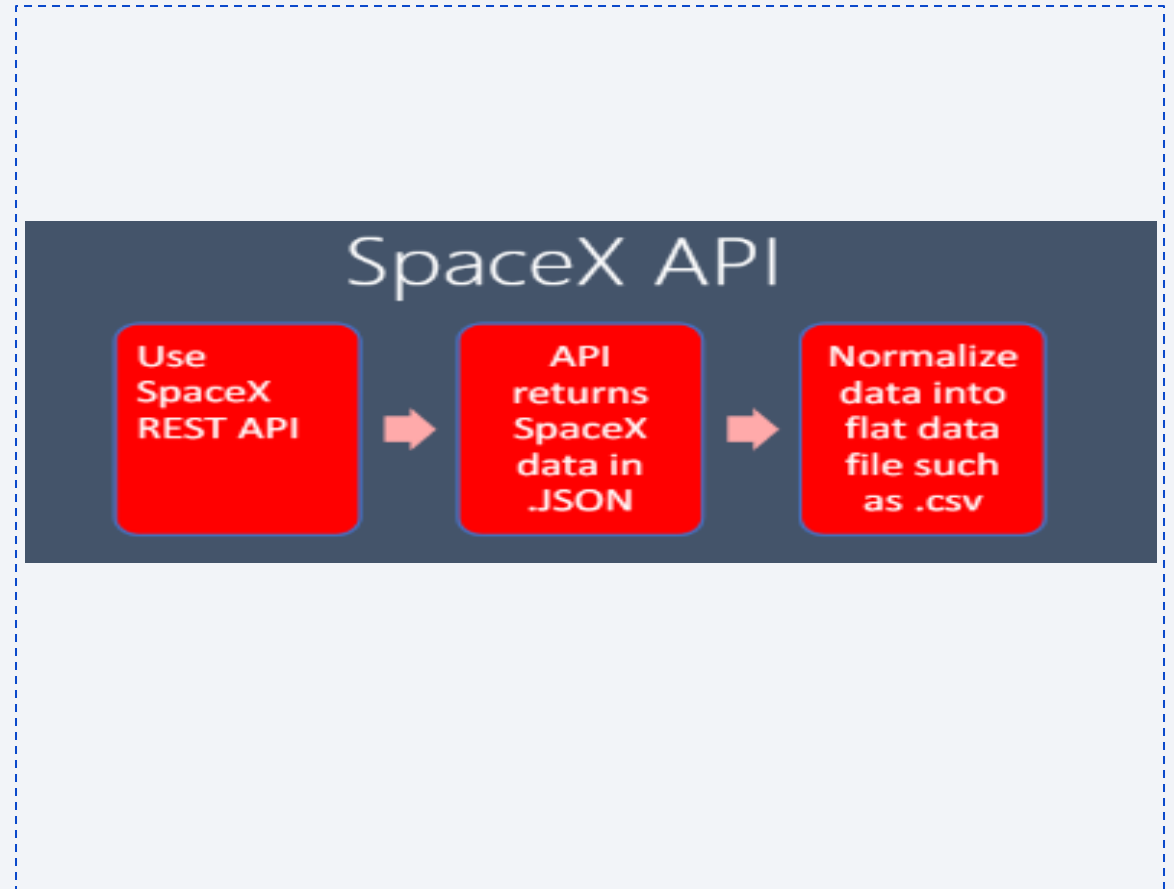 SpaceX API
Use
SpaceX
REST API
API
returns
SpaceX
data in
.JSON
Normalize
data into
flat data
file such
as .csv